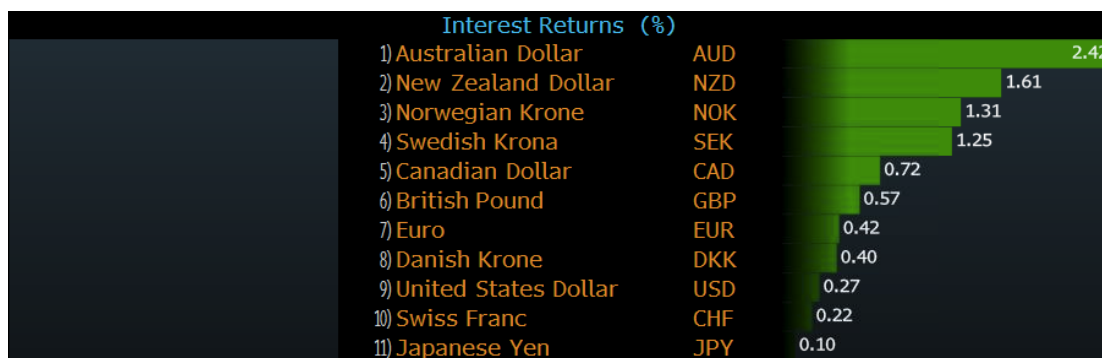 Interest Returns (%)
1) Australian Dollar AUD 2.42
2) New Zealand Dollar NZD 1.61
3) Norwegian Krone NOK 1.31
4) Swedish Krona SEK 1.25
5) Canadian Dollar CAD 0.72
6) British Pound GBP 0.57
7) Euro EUR 0.42
8) Danish Krone DKK 0.40
9) United States Dollar USD 0.27
10) Swiss Franc CHF 0.22
11) Japanese Yen JPY 0.10